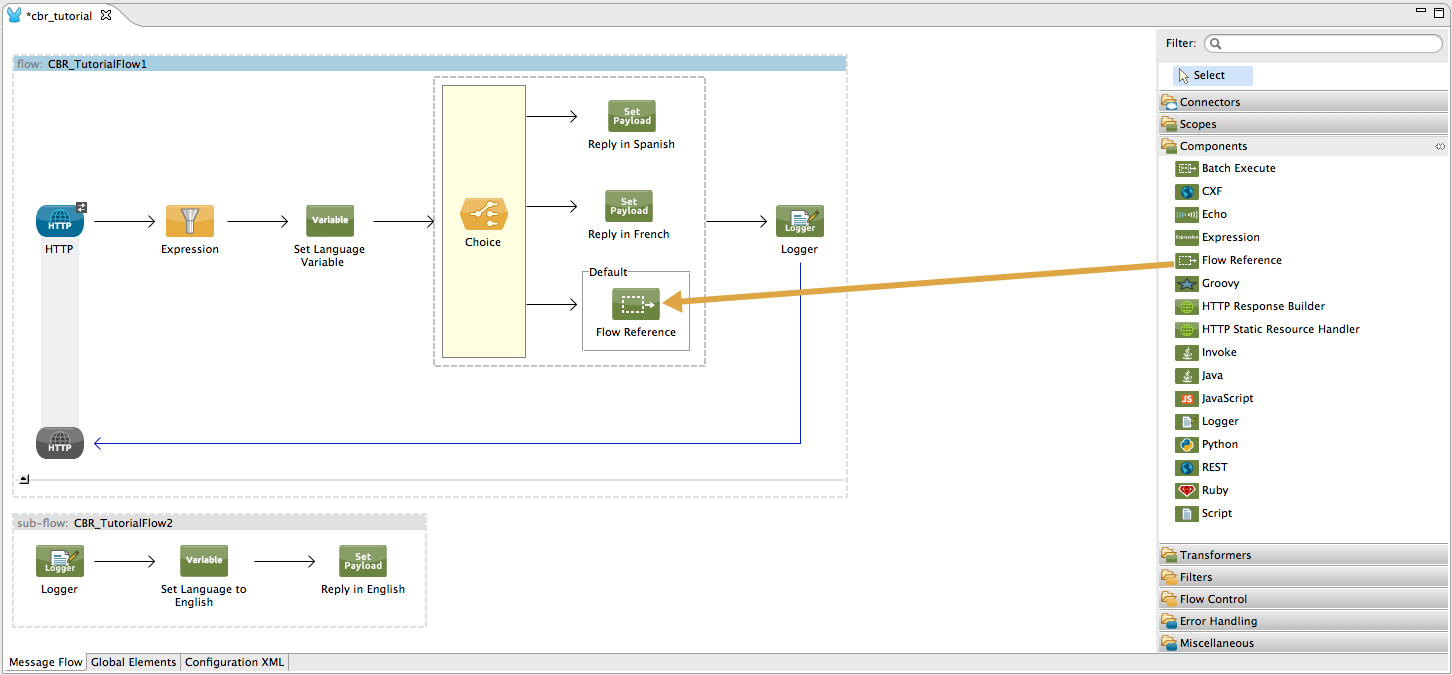 *cbr_tutorial
flow: CBR_TutorialFlow1
HTTP
HTTP
Expression
Variable
Set Language
Variable
Choice
Set
Payload
Reply in Spanish
Set
Payload
Reply in French
Default
Flow Reference
Logger
Logger
HTTP
sub-flow: CBR_TutorialFlow2
Logger
Logger
Variable
Set Language to
English
Set
Payload
Reply in English
Message Flow
Global Elements
Configuration XML
Filter:
Select
Connectors
Scopes
Components
Batch Execute
CXF
Echo
Expression
Expression
Flow Reference
Groovy
HTTP Response Builder
HTTP Static Resource Handler
Invoke
Java
JS
JavaScript
Logger
Python
REST
Ruby
Script
Transformers
Filters
Flow Control
Error Handling
Miscellaneous